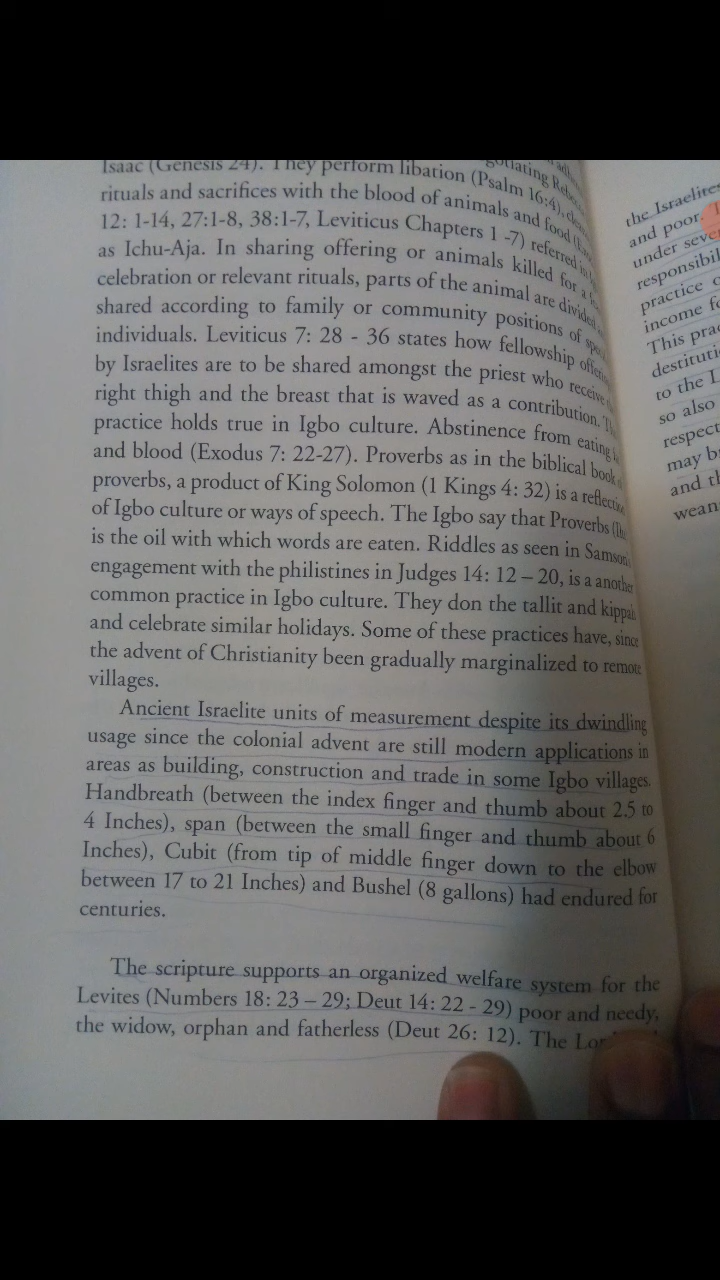 Isaac (Genesis 24). They perform libation (Psalm 16:4),
rituals and sacrifices with the blood of animals and food
12: 1-14, 27:1-8, 38:1-7, Leviticus Chapters 1 -7) referred
as Ichu-Aja. In sharing offering or animals killed for a
celebration or relevant rituals, parts of the animal are divided
shared according to family or community positions of
individuals. Leviticus 7: 28 - 36 states how fellowship
by Israelites are to be shared amongst the priest who receive
right thigh and the breast that is waved as a contribution.
practice holds true in Igbo culture. Abstinence from eating
and blood (Exodus 7: 22-27). Proverbs as in the biblical book
proverbs, a product of King Solomon (1 Kings 4: 32) is a
of Igbo culture or ways of speech. The Igbo say that Proverbs
is the oil with which words are eaten. Riddles as seen in
engagement with the philistines in Judges 14: 12 – 20, is a another
common practice in Igbo culture. They don the tallit and kippah
and celebrate similar holidays. Some of these practices have, since
the advent of Christianity been gradually marginalized to remote
villages.
Ancient Israelite units of measurement despite its dwindling
usage since the colonial advent are still modern applications in
areas as building, construction and trade in some Igbo villages.
Handbreath (between the index finger and thumb about 2.5 to
4 Inches), span (between the small finger and thumb about 6
Inches), Cubit (from tip of middle finger down to the elbow
between 17 to 21 Inches) and Bushel (8 gallons) had endured for
centuries.
The scripture supports an organized welfare system for the
Levites (Numbers 18: 23 – 29; Deut 14: 22 - 29) poor and needy,
the widow, orphan and fatherless (Deut 26: 12). The
the Israelites
and poor.
under
practice
income
This
to the
so also
may
and